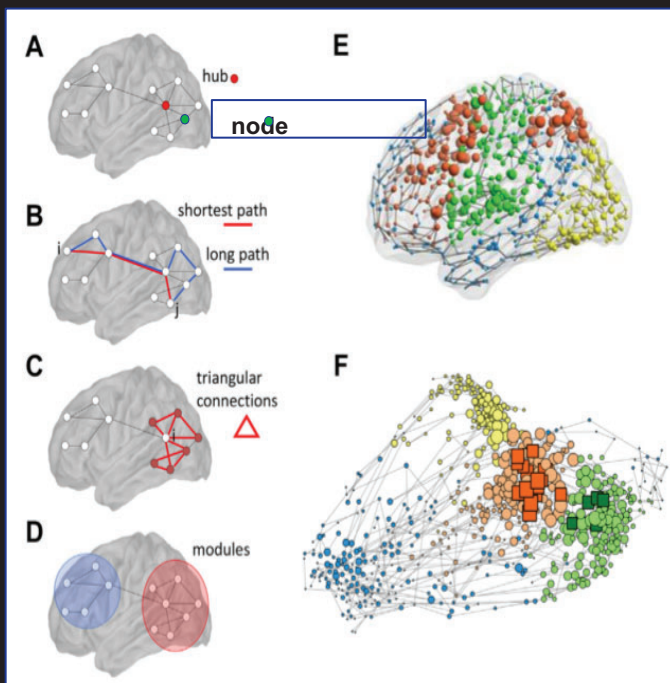 A
hub
node
B
shortest path
long path
i
j
C
triangular
connections
i
D
modules
E
F